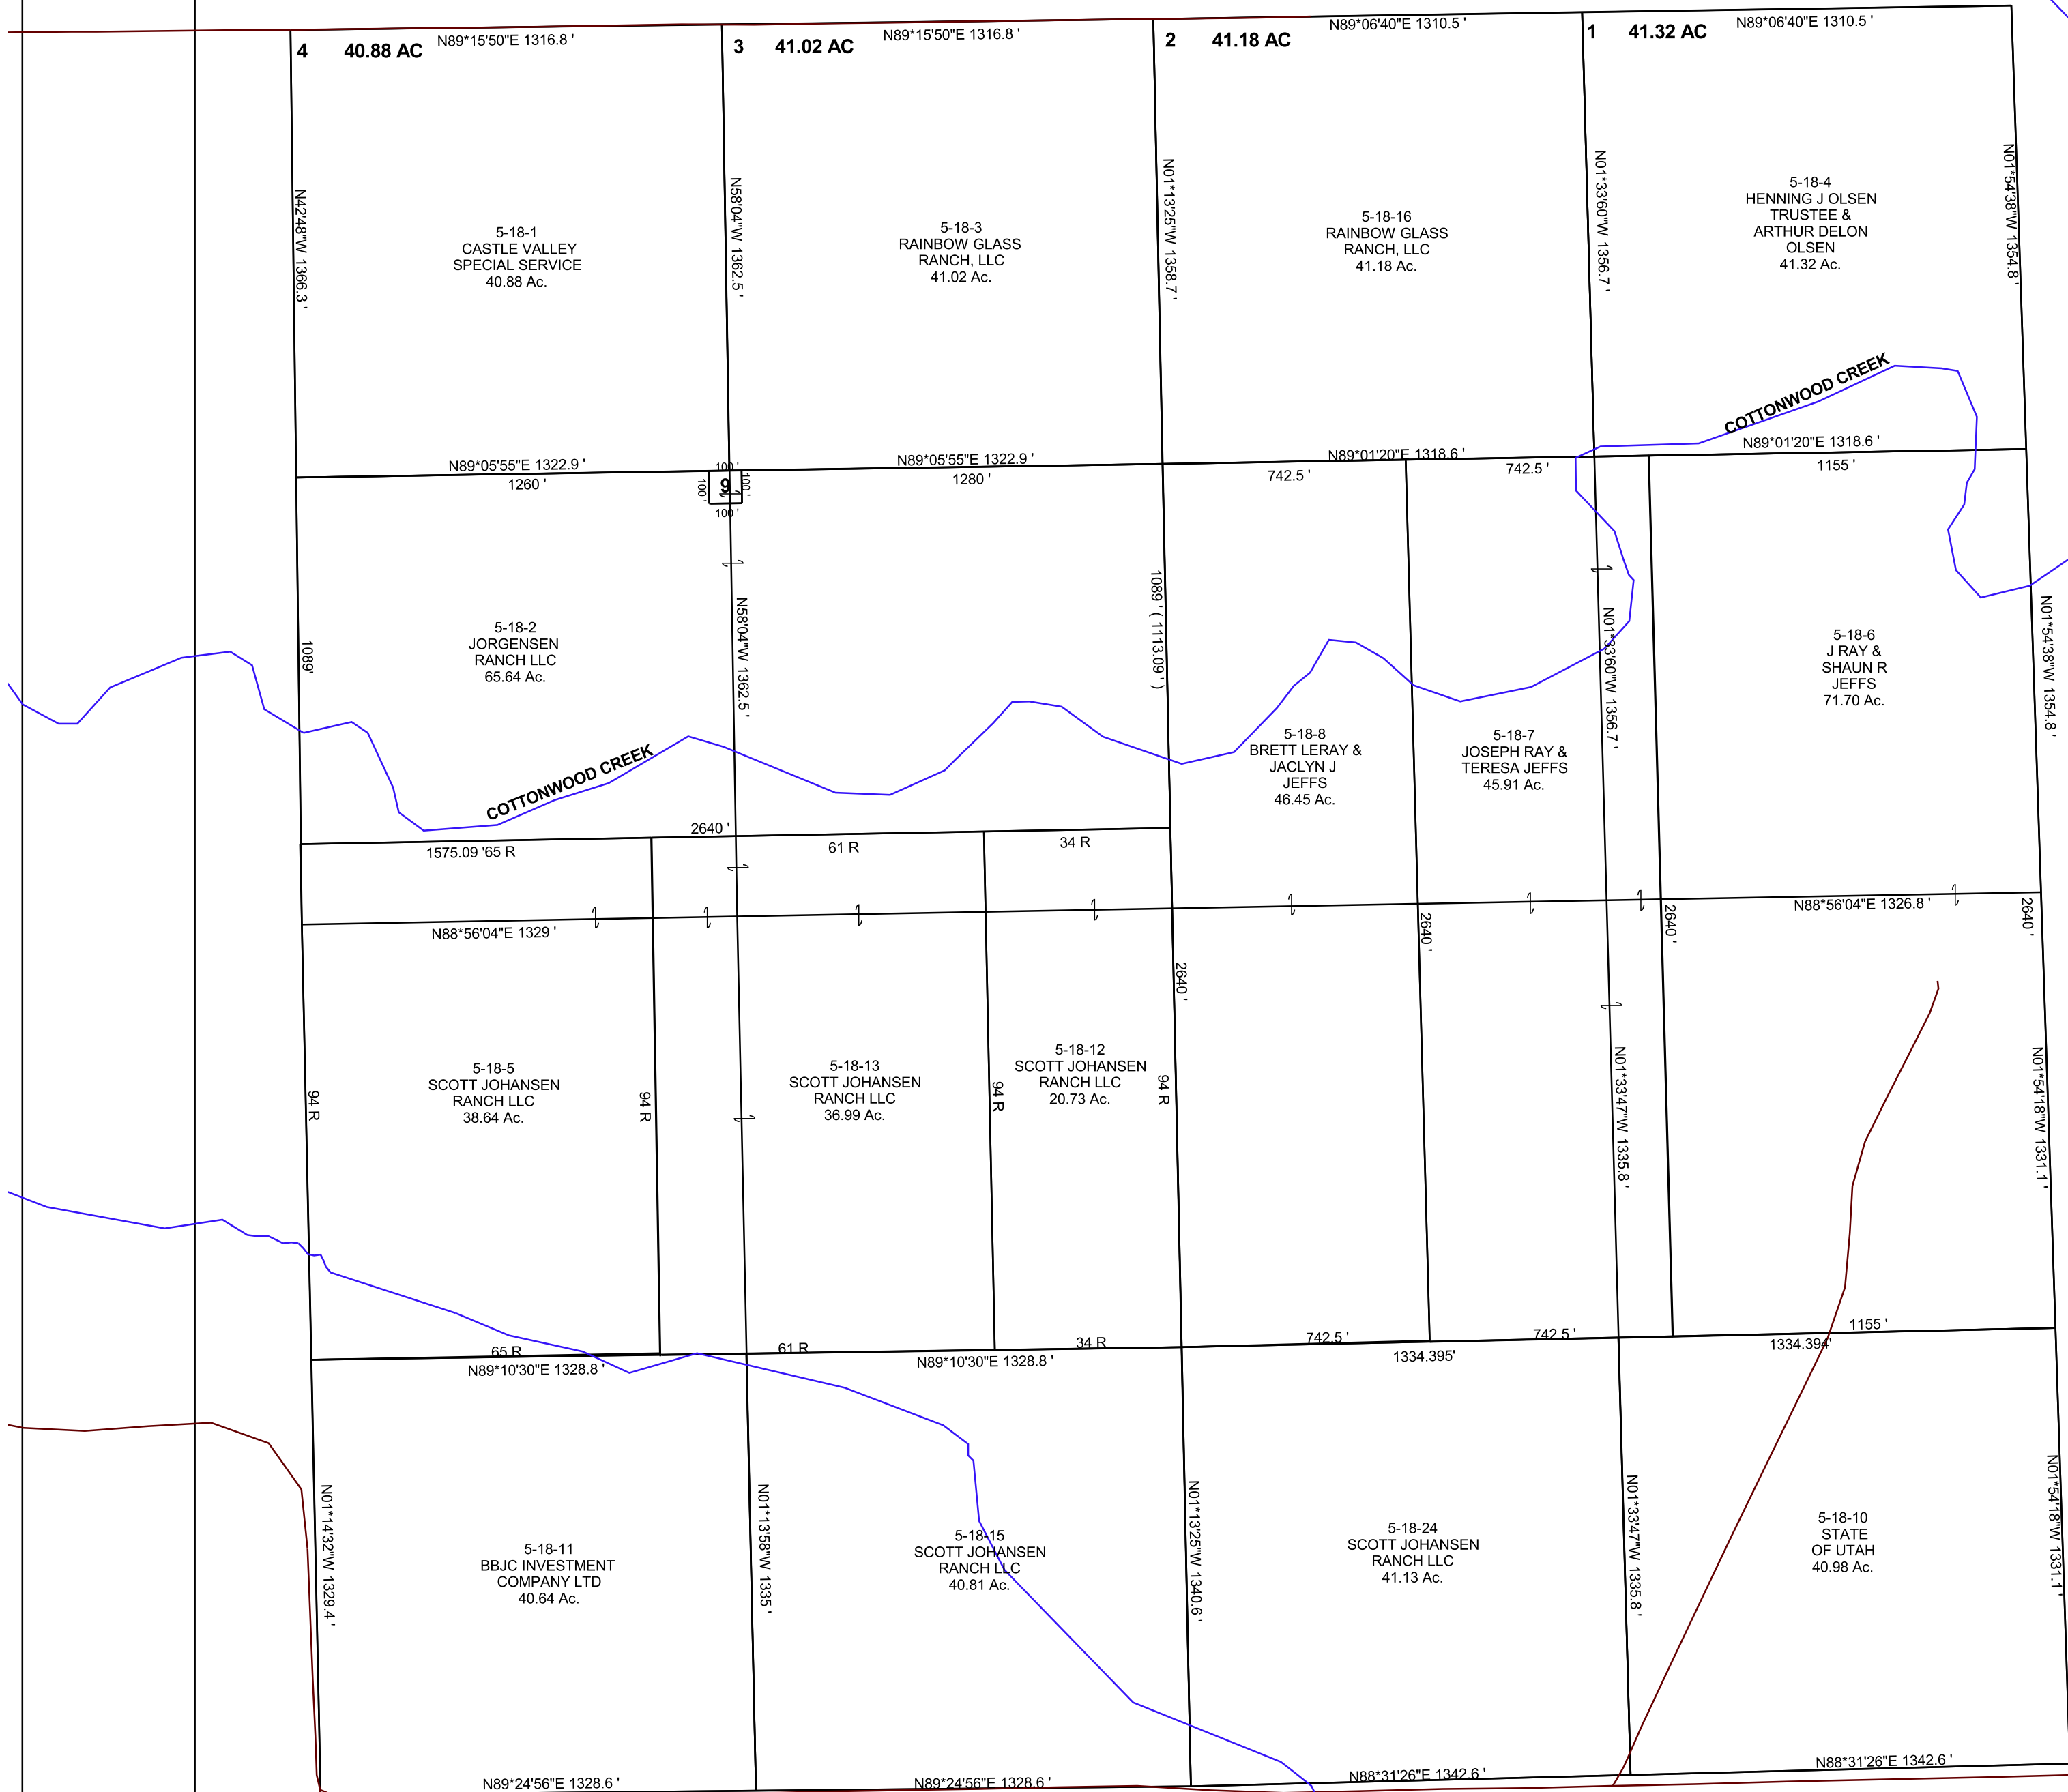 4 40.88 AC N89*15'50"E 1316.8 '
3 41.02 AC N89*15'50"E 1316.8 '
2 41.18 AC N89*06'40"E 1310.5 '
1 41.32 AC N89*06'40"E 1310.5 '
N42'48"W 1366.3 '
5-18-1
CASTLE VALLEY
SPECIAL SERVICE
40.88 Ac.
N58'04"W 1362.5 '
5-18-3
RAINBOW GLASS
RANCH, LLC
41.02 Ac.
N01*13'25"W 1358.7 '
5-18-16
RAINBOW GLASS
RANCH, LLC
41.18 Ac.
N01*33'60"W 1356.7 '
5-18-4
HENNING J OLSEN
TRUSTEE &
ARTHUR DELON
OLSEN
41.32 Ac.
N01*54'38"W 1354.8 '
COTTONWOOD CREEK
N89*05'55"E 1322.9 '
N89*05'55"E 1322.9 '
N89*01'20"E 1318.6 '
N89*01'20"E 1318.6 '
1260 '
100 '
100 '
9
100 '
100 '
1280 '
742.5 '
742.5 '
1155 '
1089'
5-18-2
JORGENSEN
RANCH LLC
65.64 Ac.
N58'04"W 1362.5 '
1089 ' ( 1113.09 ' )
5-18-8
BRETT LERAY &
JACLYN J
JEFFS
46.45 Ac.
5-18-7
JOSEPH RAY &
TERESA JEFFS
45.91 Ac.
N01*33'60"W 1356.7 '
5-18-6
J RAY &
SHAUN R
JEFFS
71.70 Ac.
N01*54'38"W 1354.8 '
COTTONWOOD CREEK
2640 '
1575.09 '65 R
61 R
34 R
N88*56'04"E 1329 '
N88*56'04"E 1326.8 '
2640 '
2640 '
2640 '
2640 '
94 R
5-18-5
SCOTT JOHANSEN
RANCH LLC
38.64 Ac.
94 R
5-18-13
SCOTT JOHANSEN
RANCH LLC
36.99 Ac.
94 R
5-18-12
SCOTT JOHANSEN
RANCH LLC
20.73 Ac.
94 R
N01*33'47"W 1335.8 '
N01*54'18"W 1331.1 '
65 R
61 R
34 R
742.5 '
742.5 '
1155 '
N89*10'30"E 1328.8 '
N89*10'30"E 1328.8 '
1334.395'
1334.394'
N01*14'32"W 1329.4 '
5-18-11
BBJC INVESTMENT
COMPANY LTD
40.64 Ac.
N01*13'58"W 1335 '
5-18-15
SCOTT JOHANSEN
RANCH LLC
40.81 Ac.
N01*13'25"W 1340.6 '
5-18-24
SCOTT JOHANSEN
RANCH LLC
41.13 Ac.
N01*33'47"W 1335.8 '
5-18-10
STATE
OF UTAH
40.98 Ac.
N01*54'18"W 1331.1 '
N89*24'56"E 1328.6 '
N89*24'56"E 1328.6 '
N88*31'26"E 1342.6 '
N88*31'26"E 1342.6 '